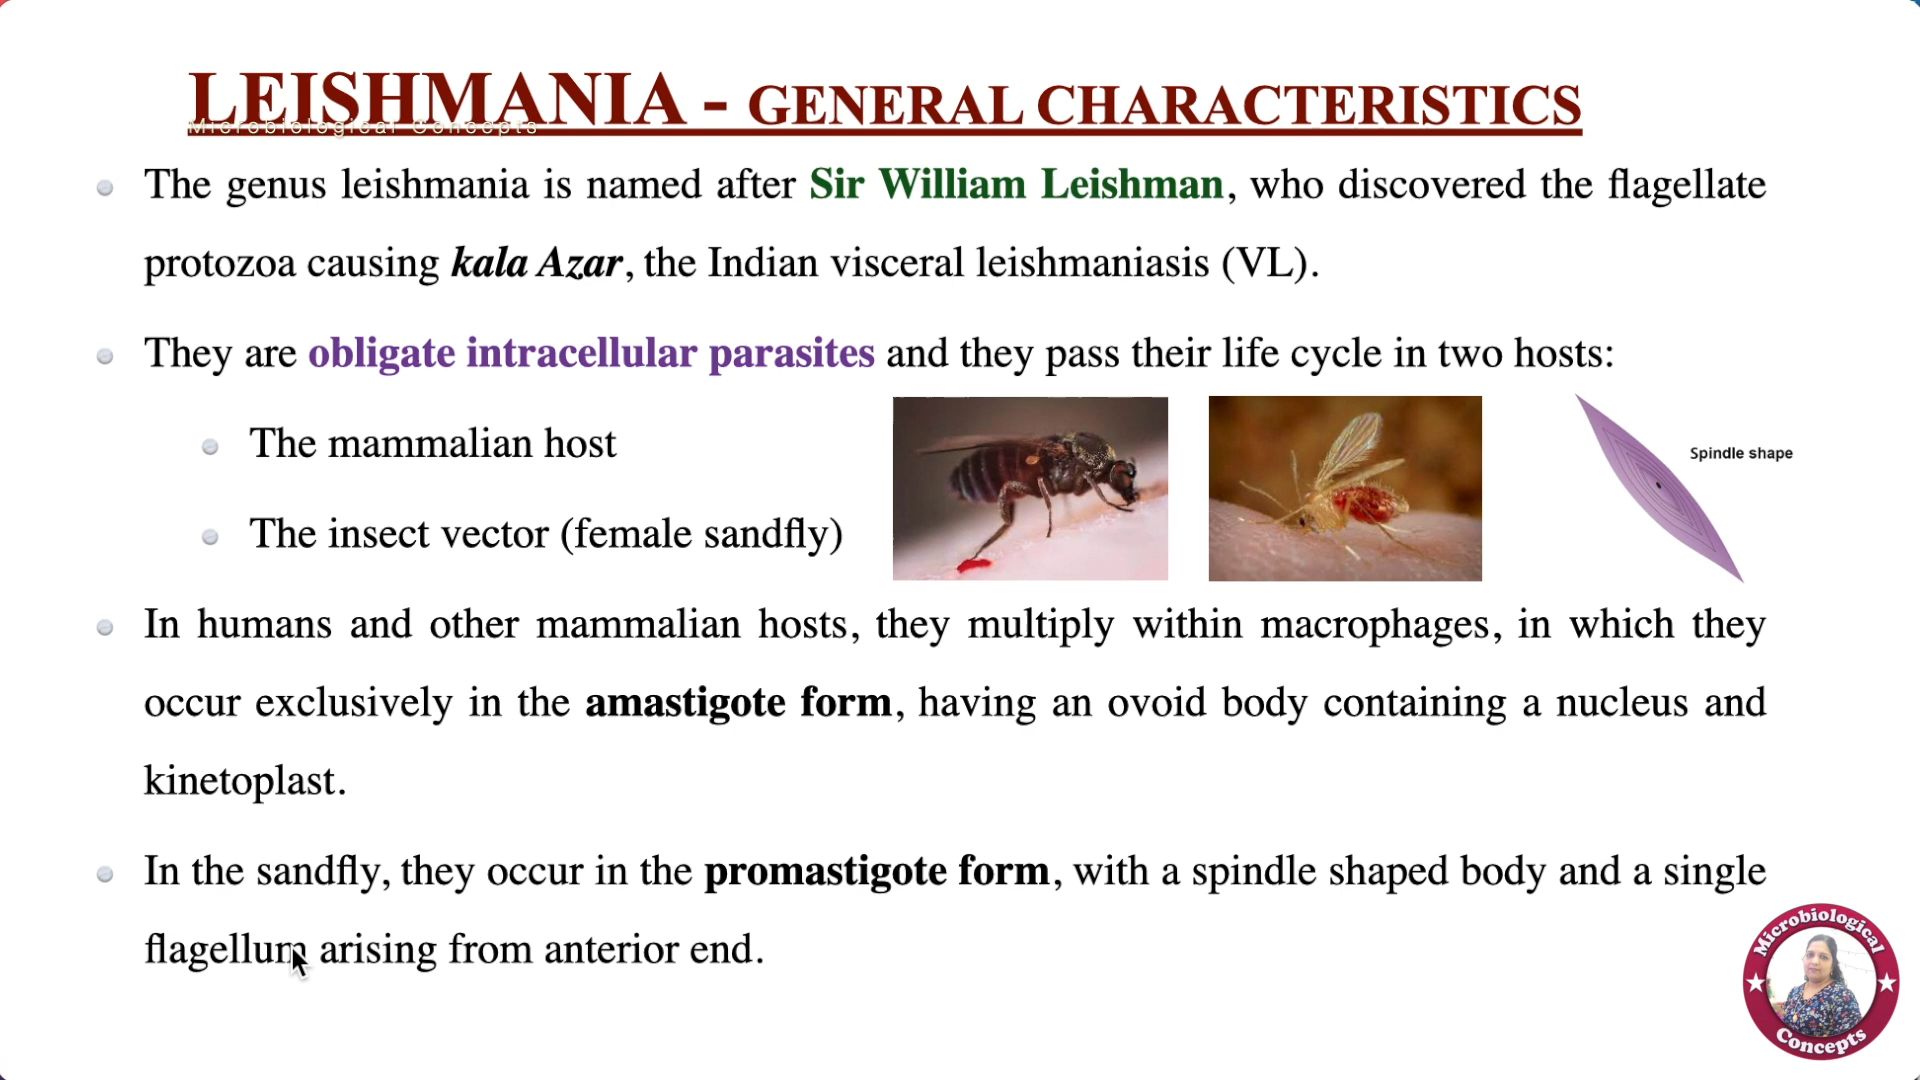 LEISHMANIA - GENERAL CHARACTERISTICS
Microbiological Concepts
The genus leishmania is named after Sir William Leishman, who discovered the flagellate
protozoa causing kala Azar, the Indian visceral leishmaniasis (VL).
They are obligate intracellular parasites and they pass their life cycle in two hosts:
The mammalian host
The insect vector (female sandfly)
Spindle shape
In humans and other mammalian hosts, they multiply within macrophages, in which they
occur exclusively in the amastigote form, having an ovoid body containing a nucleus and
kinetoplast.
In the sandfly, they occur in the promastigote form, with a spindle shaped body and a single
flagellum arising from anterior end.
Microbiological
Concepts